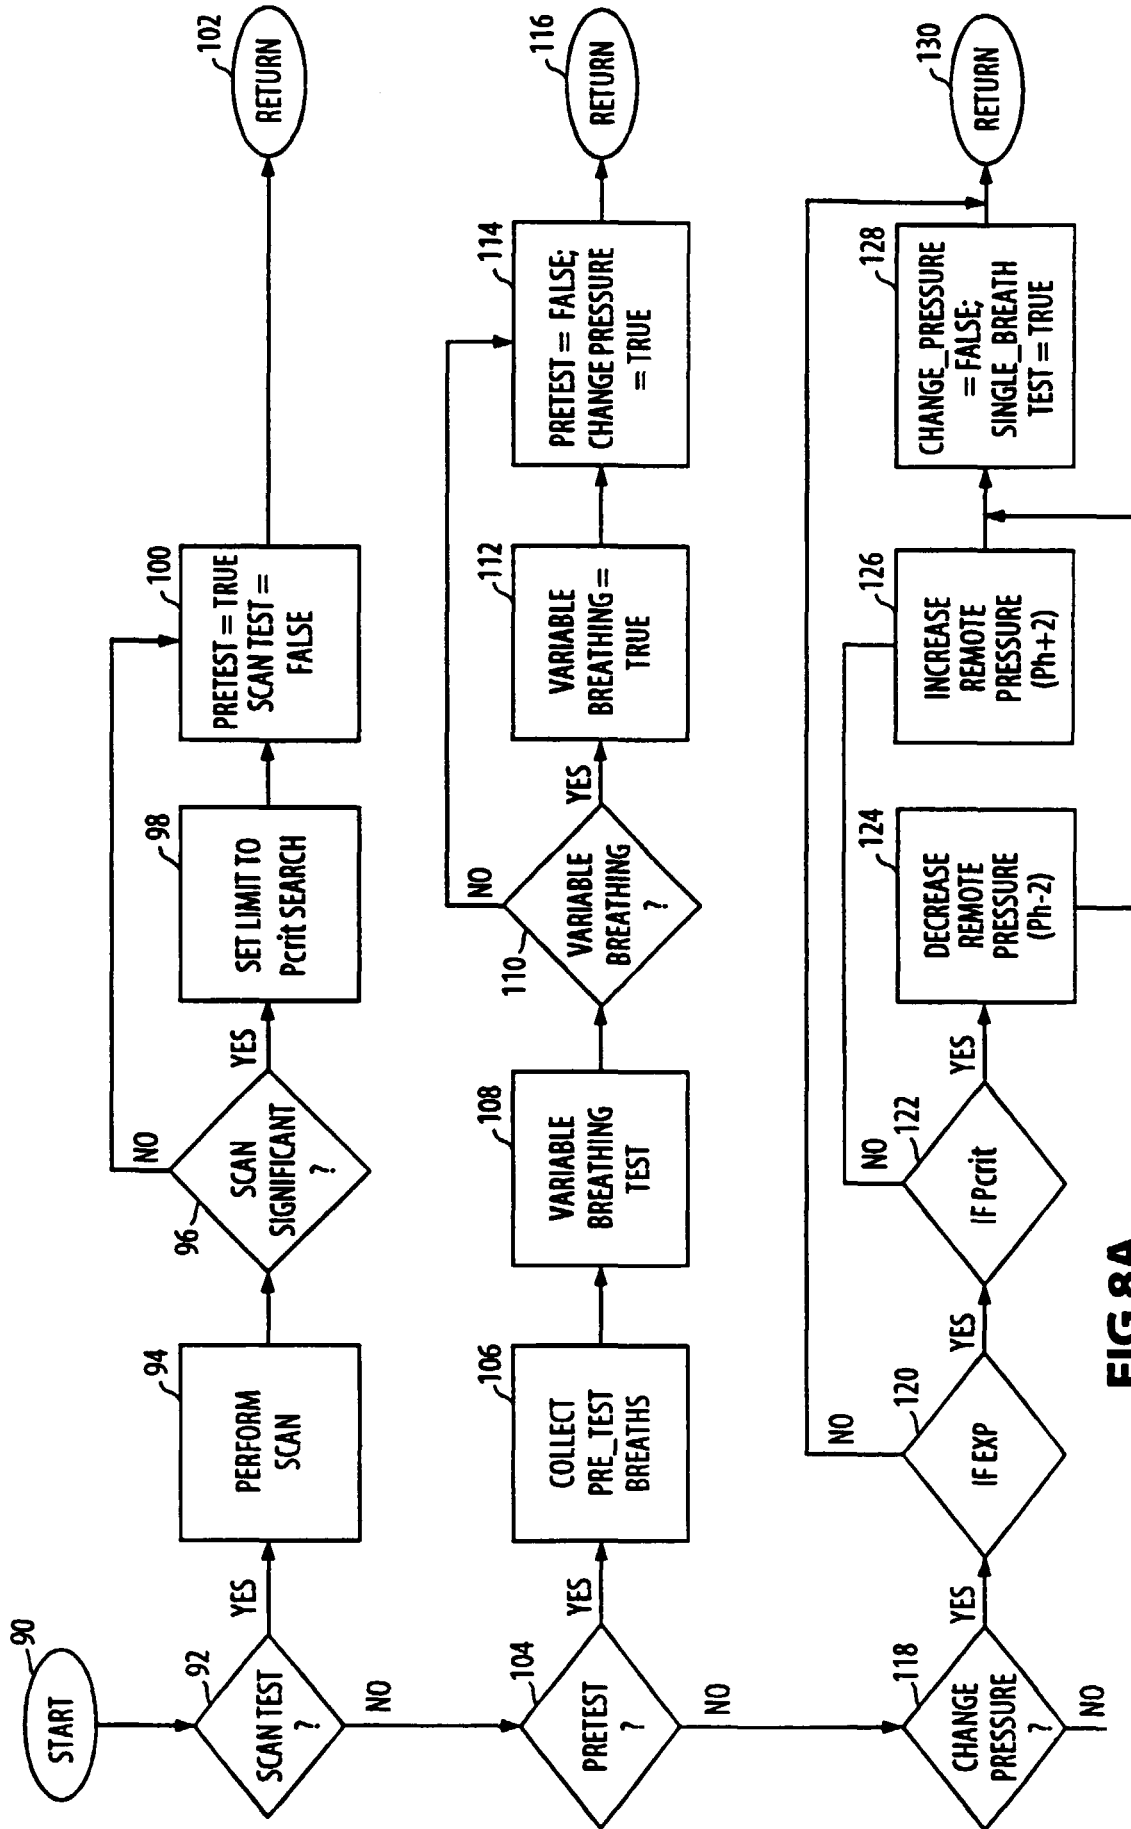 90
START
92
SCAN TEST
?
YES
NO
94
PERFORM
SCAN
96
SCAN
SIGNIFICANT
?
YES
NO
98
SET LIMIT TO
Pcrit SEARCH
100
PRETEST = TRUE
SCAN TEST =
FALSE
102
RETURN
104
PRETEST
?
YES
NO
106
COLLECT
PRE_TEST
BREATHS
108
VARIABLE
BREATHING
TEST
110
VARIABLE
BREATHING
?
YES
NO
112
VARIABLE
BREATHING =
TRUE
114
PRETEST = FALSE;
CHANGE PRESSURE
= TRUE
116
RETURN
118
CHANGE
PRESSURE
?
YES
NO
120
IF EXP
YES
NO
122
IF Pcrit
YES
NO
124
DECREASE
REMOTE
PRESSURE
(Ph-2)
126
INCREASE
REMOTE
PRESSURE
(Ph+2)
128
CHANGE_PRESSURE
= FALSE;
SINGLE_BREATH
TEST = TRUE
130
RETURN
FIG.8A